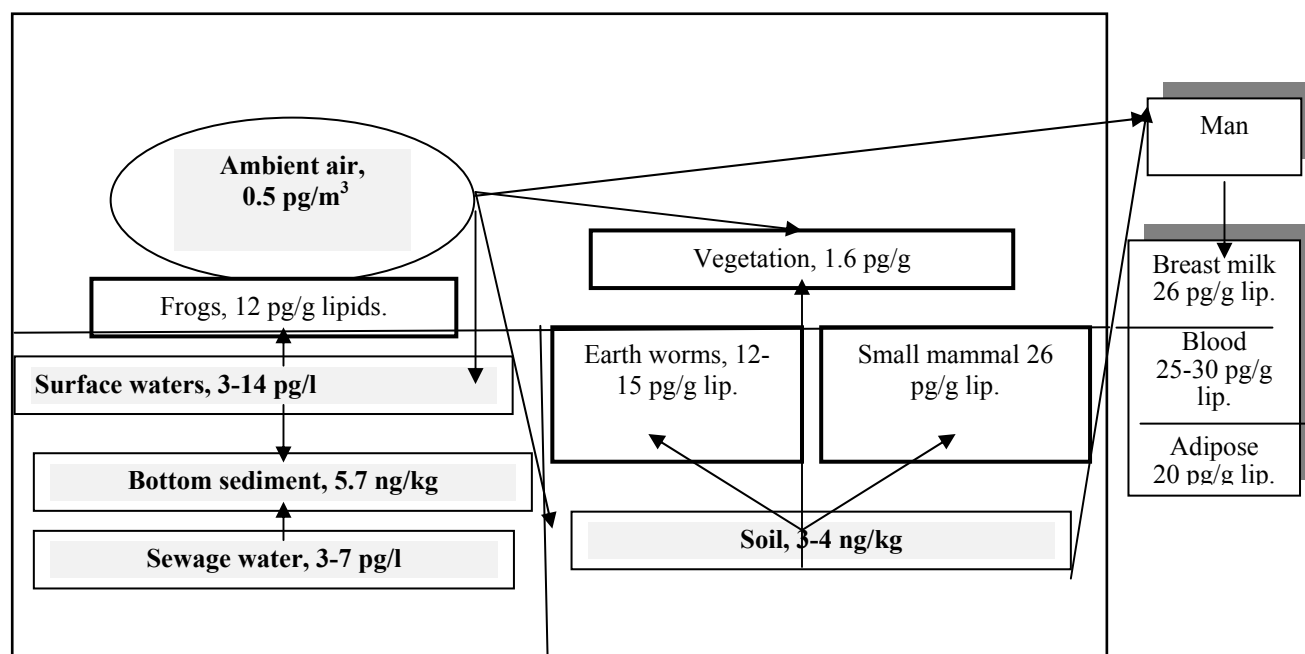 Man
Ambient air,
0.5 pg/m³
Vegetation, 1.6 pg/g
Breast milk
26 pg/g lip.
Frogs, 12 pg/g lipids.
Earth worms, 12-
15 pg/g lip.
Small mammal 26
pg/g lip.
Blood
25-30 pg/g
lip.
Surface waters, 3-14 pg/l
Adipose
20 pg/g lip.
Bottom sediment, 5.7 ng/kg
Soil, 3-4 ng/kg
Sewage water, 3-7 pg/l